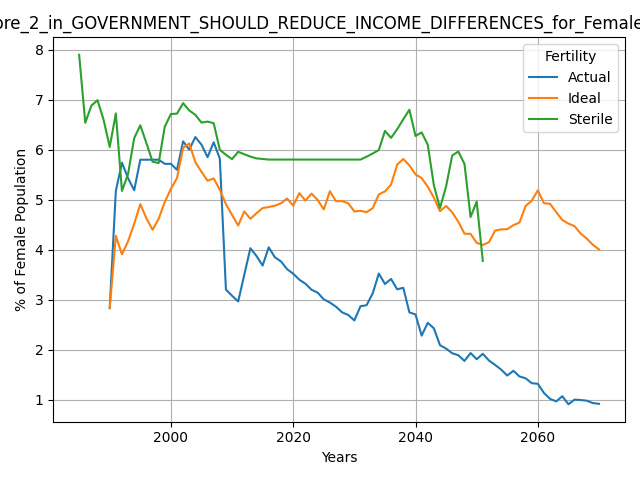 ore_2_in_GOVERNMENT_SHOULD_REDUCE_INCOME_DIFFERENCES_for_Female
Fertility
Actual
Ideal
Sterile
% of Female Population
8
7
6
5
4
3
2
1
2000
2020
2040
2060
Years